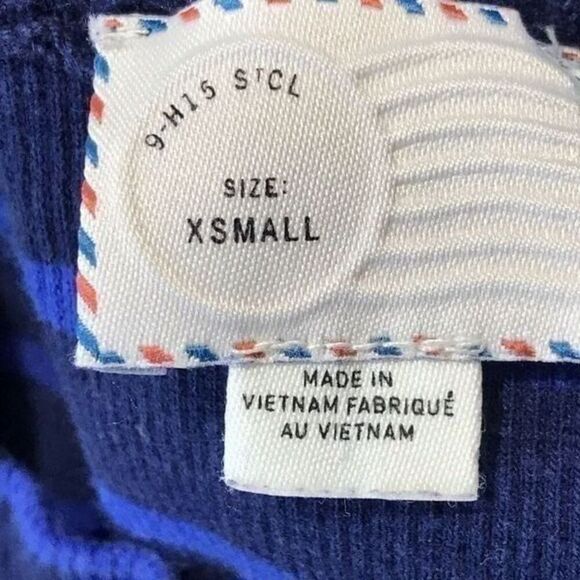 9-H15 STCL
SIZE:
XSMALL
MADE IN
VIETNAM FABRIQUÉ
AU VIETNAM